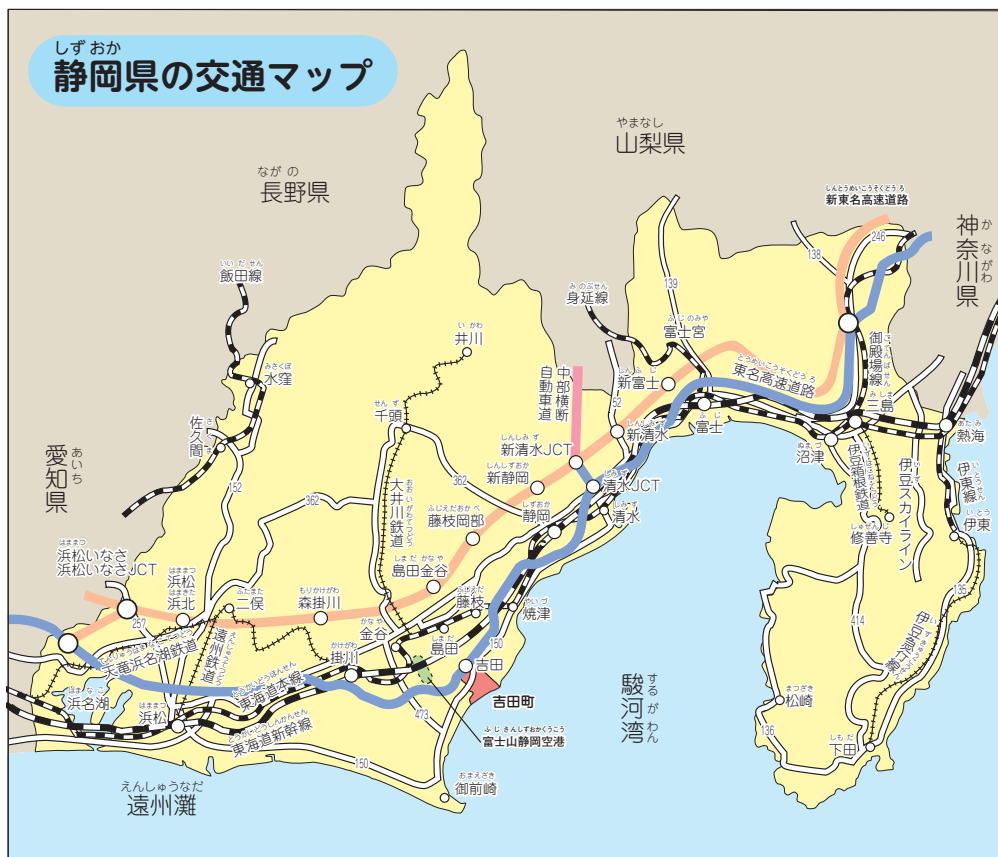 しずおか
静岡県の交通マップ
やまなし
山梨県
ながの
長野県
しんとうめいこうそくどうろ
新東名高速道路
かながわ
神奈川県
246
138
139
いいだせん
飯田線
みのぶせん
身延線
ふじのみや
富士宮
いかわ
井川
とうめいこうそくどうろ
東名高速道路
ごてんばせん
御殿場線
しんふじ
新富士
中部横断
自動車道
52
みさくぼ
水窪
せんず
千頭
みしま
三島
ふじ
富士
あたみ
熱海
さくま
佐久間
しんしみず
新清水
しんしみず
新清水JCT
ぬまづ
沼津
あいち
愛知県
152
362
362
しんしずおか
新静岡
しみず
清水JCT
しみず
清水
おおいがわてつどう
大井川鉄道
いずはこねてつどう
伊豆箱根鉄道
いず
伊豆スカイライン
いとうせん
伊東線
いとう
伊東
しゅぜんじ
修善寺
ふじえだおかべ
藤枝岡部
しずおか
静岡
はままつ
浜松いなさ
浜松いなさJCT
はままつ
浜松
はまきた
浜北
ふたまた
二俣
もりかけがわ
森掛川
しまだかなや
島田金谷
ふじえだ
藤枝
やいづ
焼津
135
257
414
かなや
金谷
しまだ
島田
150
てんりゅうはまなこてつどう
天竜浜名湖鉄道
えんしゅうてつどう
遠州鉄道
かけがわ
掛川
吉田
いずきゅうこうせん
伊豆急行線
とうかいどうほんせん
東海道本線
はまなこ
浜名湖
はままつ
浜松
吉田町
するがわん
駿河湾
まつざき
松崎
473
とうかいどうしんかんせん
東海道新幹線
ふじさんしずおかくうこう
富士山静岡空港
136
しもだ
下田
150
おまえざき
御前崎
えんしゅうなだ
遠州灘